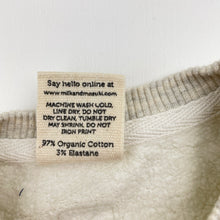 Say hello online at
www.milkandmasuki.com
MACHINE WASH COLD,
LINE DRY, DO NOT
DRY CLEAN, TUMBLE DRY
MAY SHRINK, DO NOT
IRON PRINT
97% Organic Cotton
3% Elastane